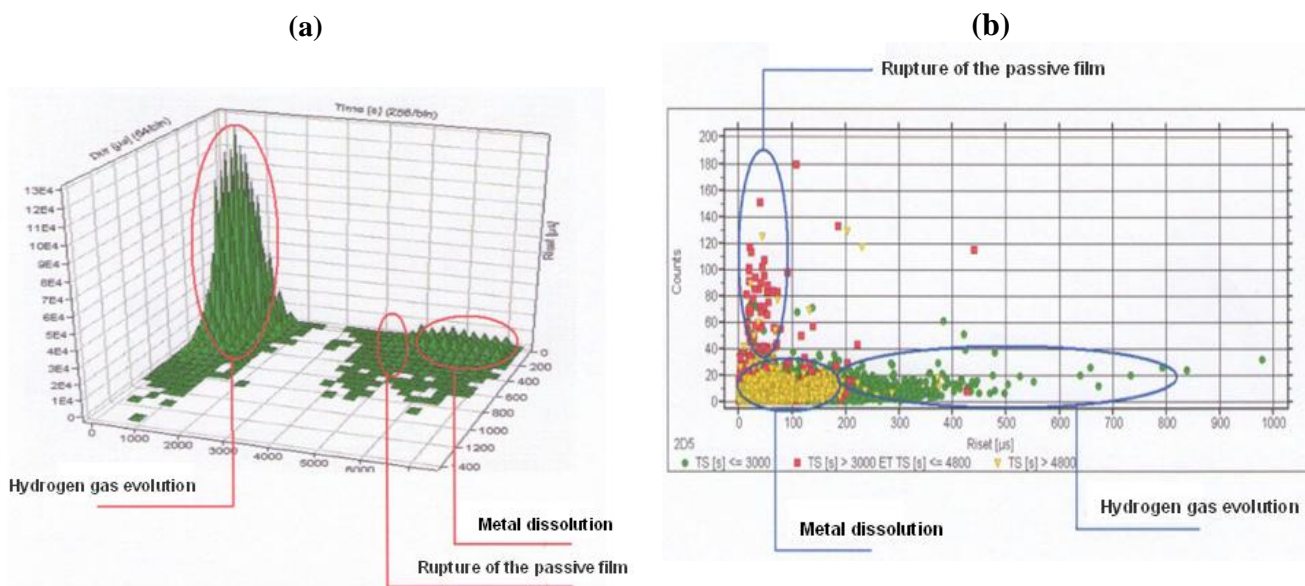 (a)
(b)
Rupture of the passive film
Time [s] (256/bin)
Dur [µs] (64/bin)
Riset [µs]
13E4
12E4
11E4
10E4
9E4
8E4
7E4
6E4
5E4
4E4
3E4
2E4
1E4
0
0
1000
2000
3000
4000
5000
0
200
400
600
800
1000
1200
1400
Hydrogen gas evolution
Metal dissolution
Rupture of the passive film
Counts
200
180
160
140
120
100
80
60
40
20
0
0 100 200 300 400 500 600 700 800 900 1000
Riset [µs]
2D5
TS [s] <= 3000 TS [s] > 3000 ET TS [s] <= 4800 TS [s] > 4800
Hydrogen gas evolution
Metal dissolution